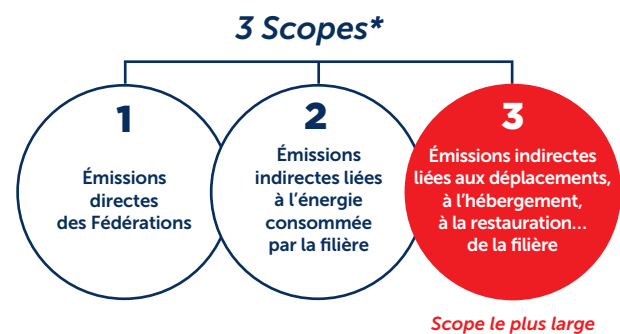 3 Scopes*
1
Émissions
directes
des Fédérations
2
Émissions
indirectes liées
à l'énergie
consommée
par la filière
3
Émissions indirectes
liées aux déplacements,
à l'hébergement,
à la restauration...
de la filière
Scope le plus large